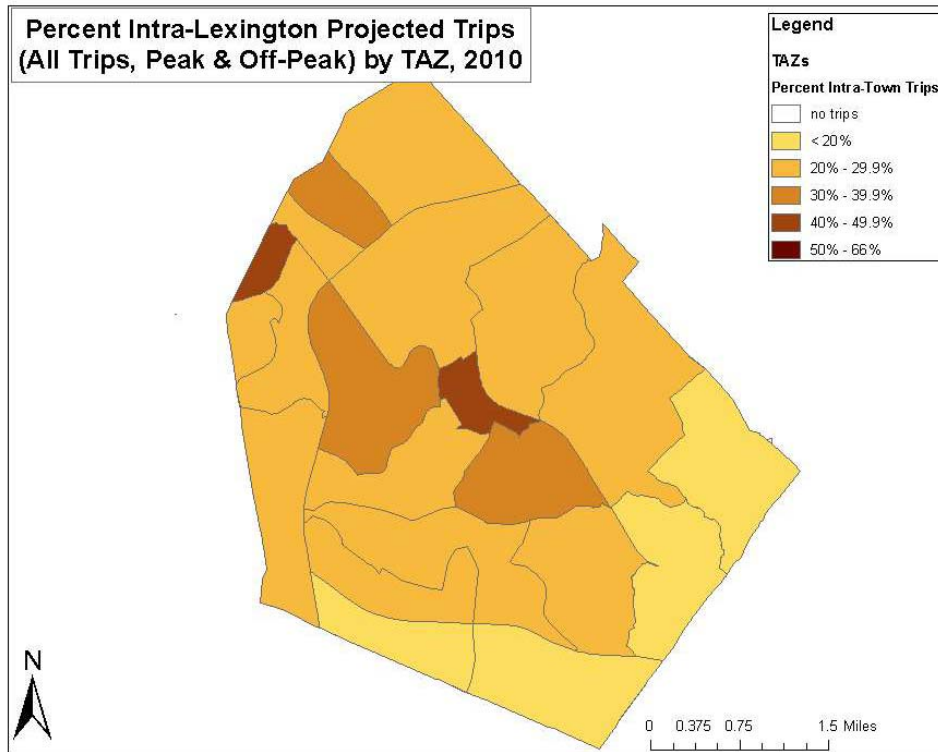 Percent Intra-Lexington Projected Trips
(All Trips, Peak & Off-Peak) by TAZ, 2010
Legend
TAZs
Percent Intra-Town Trips
no trips
< 20%
20% - 29.9%
30% - 39.9%
40% - 49.9%
50% - 66%
N
0 0.375 0.75 1.5 Miles